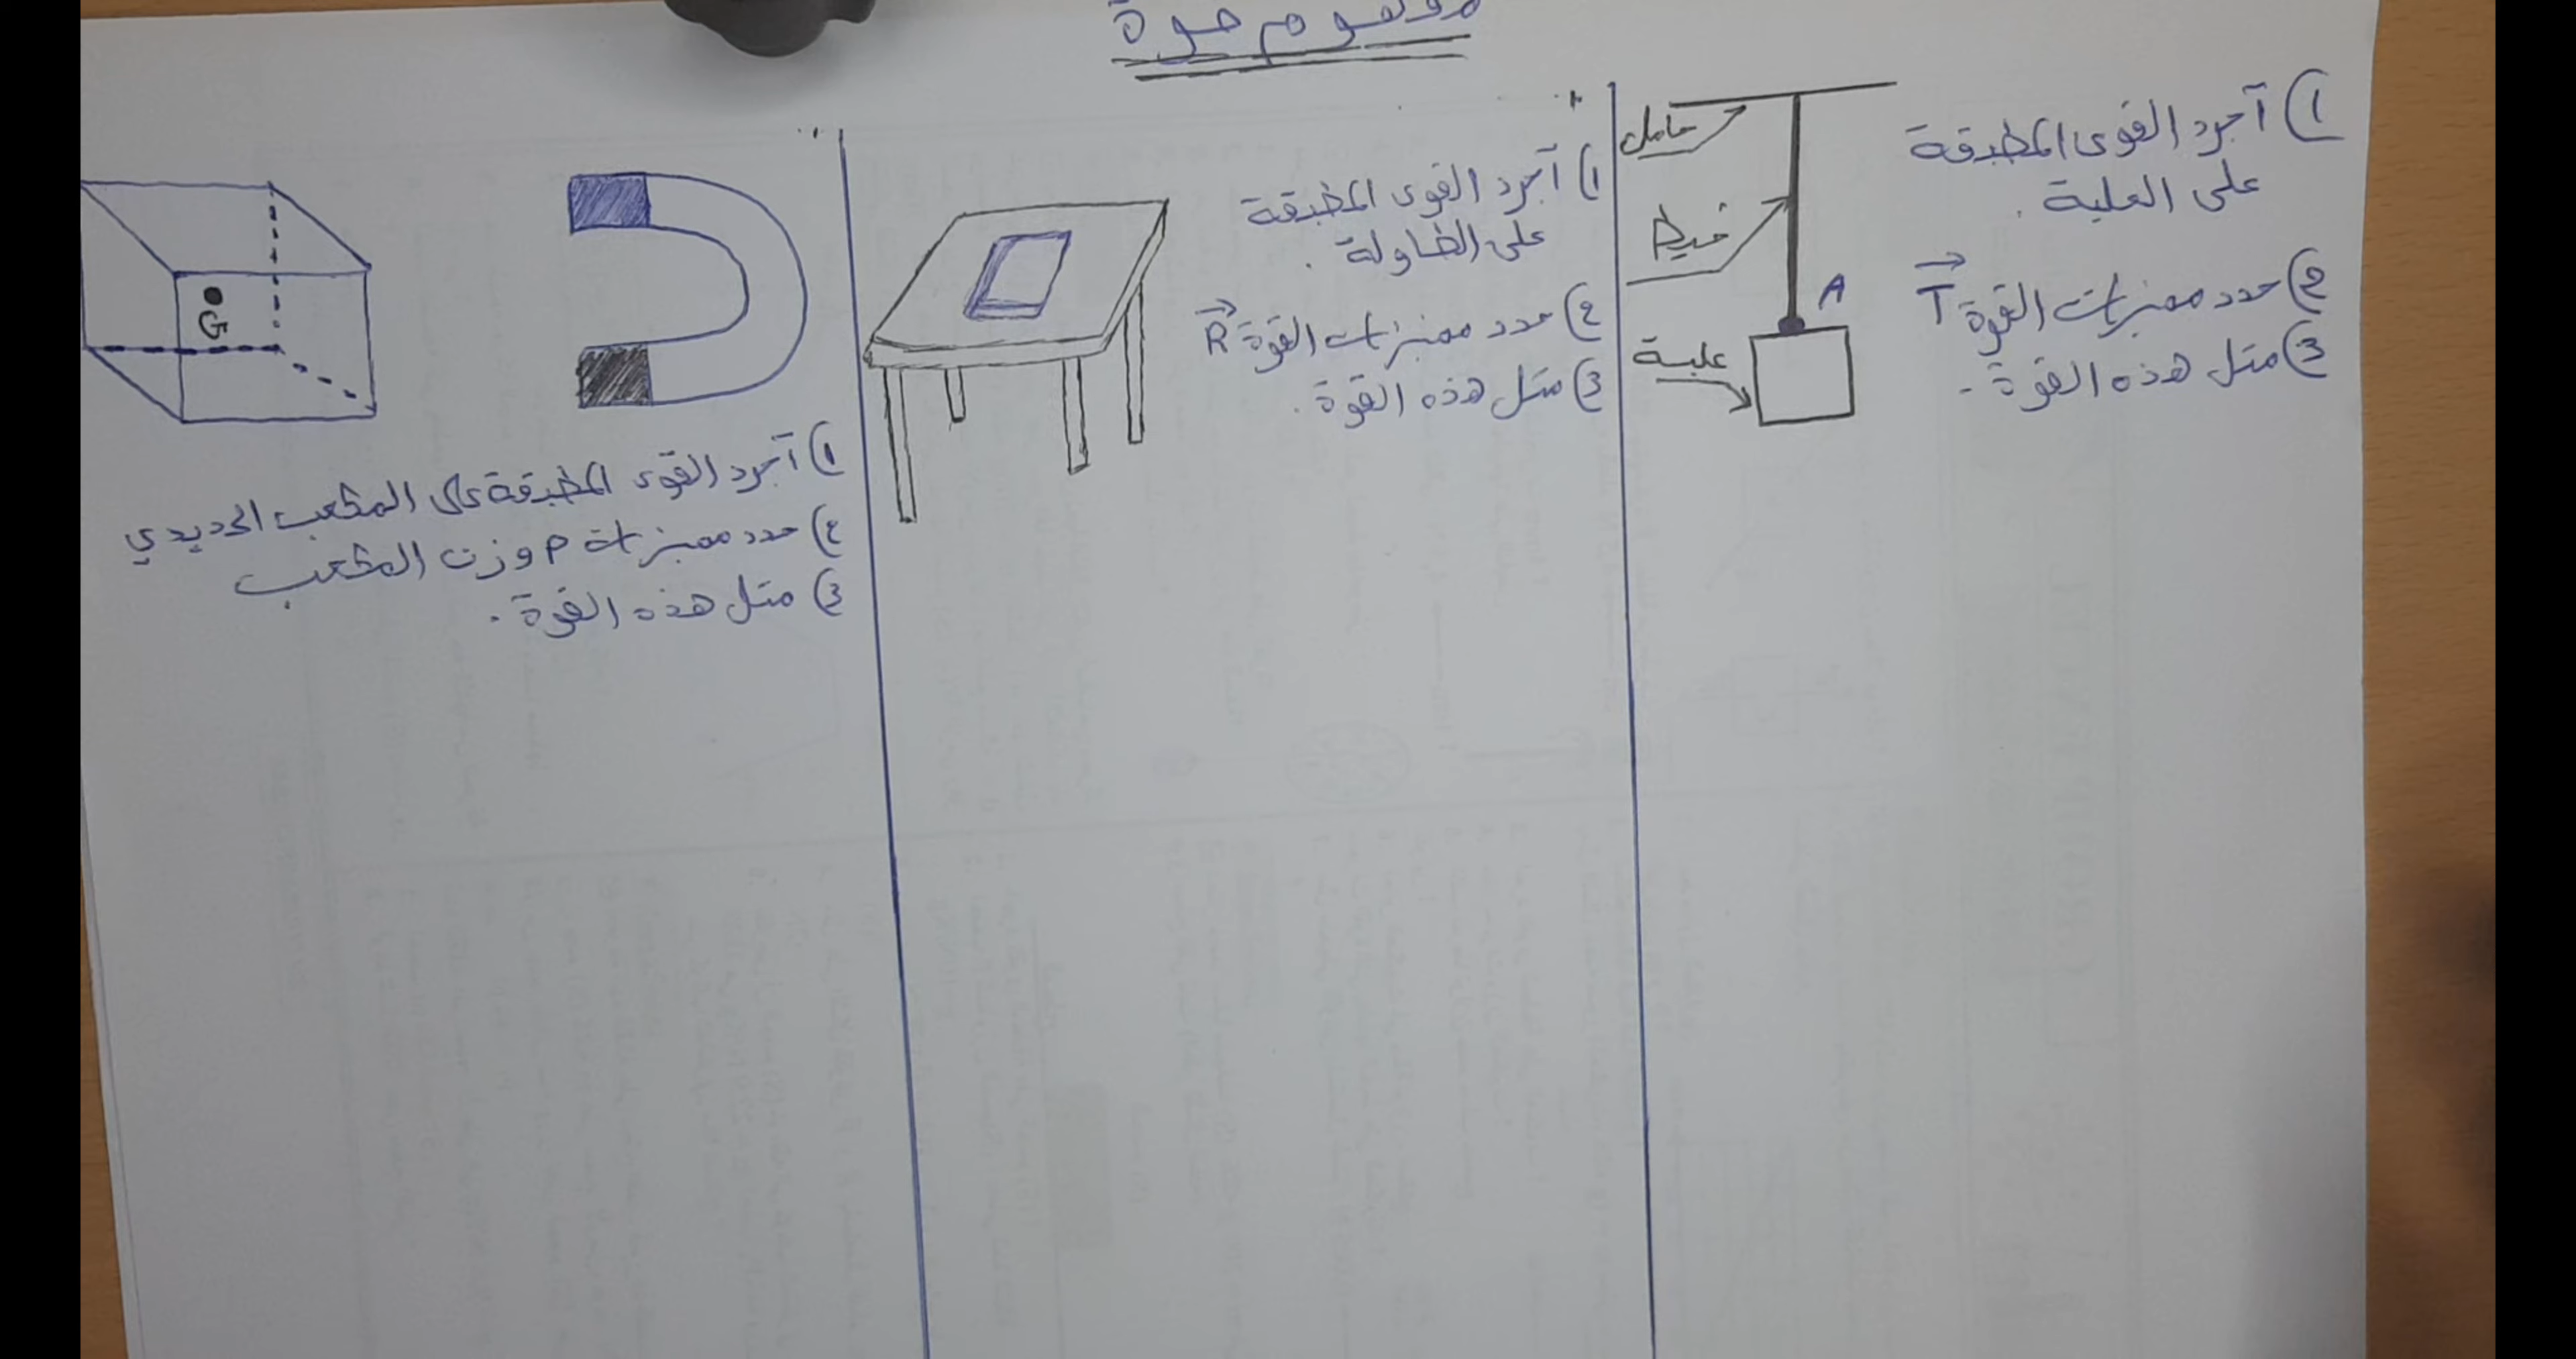 مفهوم قوة
1) أجرد القوى المطبقة
على العلبة.
2) حدد مميزات القوة T
3) مثل هذه القوة.
حامل
خيط
A
علبة
1) أجرد القوى المطبقة
على الطاولة.
2) حدد مميزات القوة R
3) مثل هذه القوة.
G
1) أجرد القوى المطبقة على المكعب الحديدي
2) حدد مميزات P وزن المكعب
3) مثل هذه القوة.